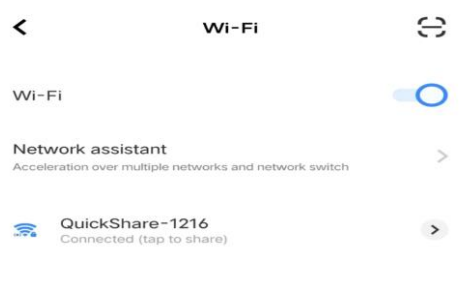 Wi-Fi
Wi-Fi
Network assistant
Acceleration over multiple networks and network switch
QuickShare-1216
Connected (tap to share)